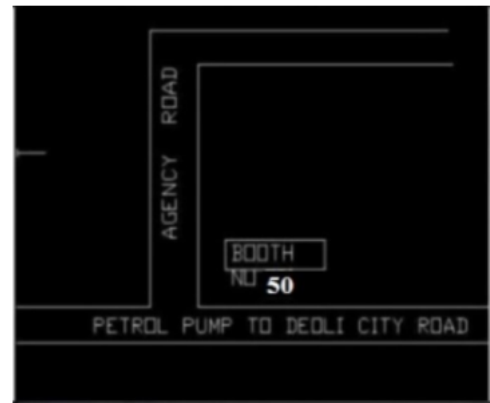 AGENCY ROAD
BOOTH
NO 50
PETROL PUMP TO DEOLI CITY ROAD